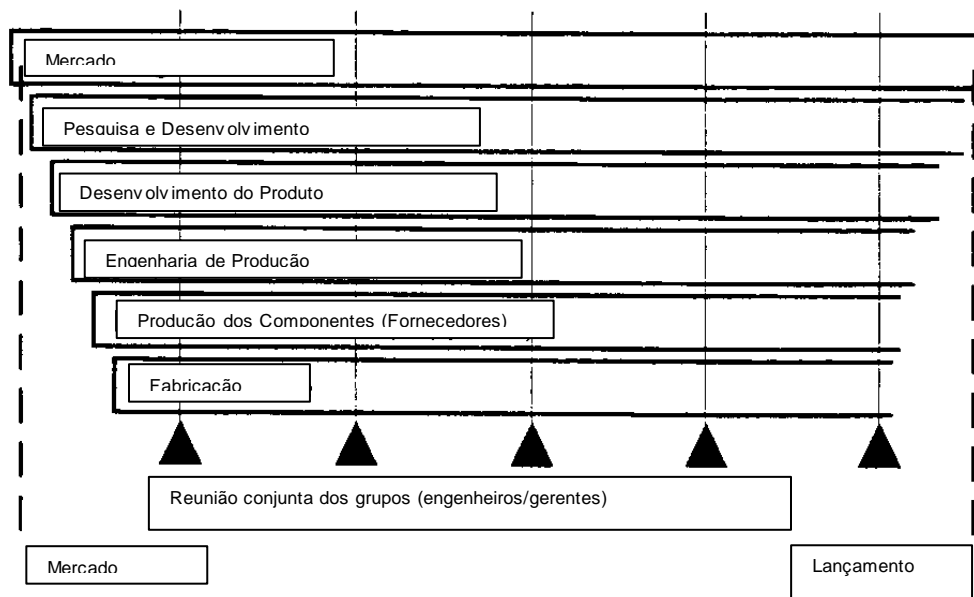 Mercado
Pesquisa e Desenvolvimento
Desenvolvimento do Produto
Engenharia de Produção
Produção dos Componentes (Fornecedores)
Fabricação
Reunião conjunta dos grupos (engenheiros/gerentes)
Mercado
Lançamento